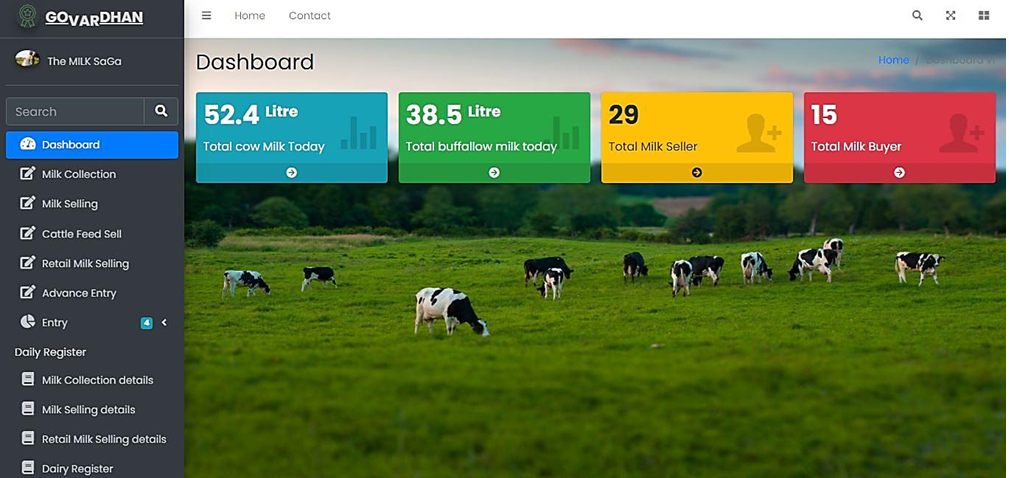 GOVARDHAN
Home Contact
The MILK SaGa
Search
Dashboard
Milk Collection
Milk Selling
Cattle Feed Sell
Retail Milk Selling
Advance Entry
Entry 4
Daily Register
Milk Collection details
Milk Selling details
Retail Milk Selling details
Dairy Register
Dashboard
Home / Dashboard v1
52.4 Litre
Total cow Milk Today
38.5 Litre
Total buffallow milk today
29
Total Milk Seller
15
Total Milk Buyer